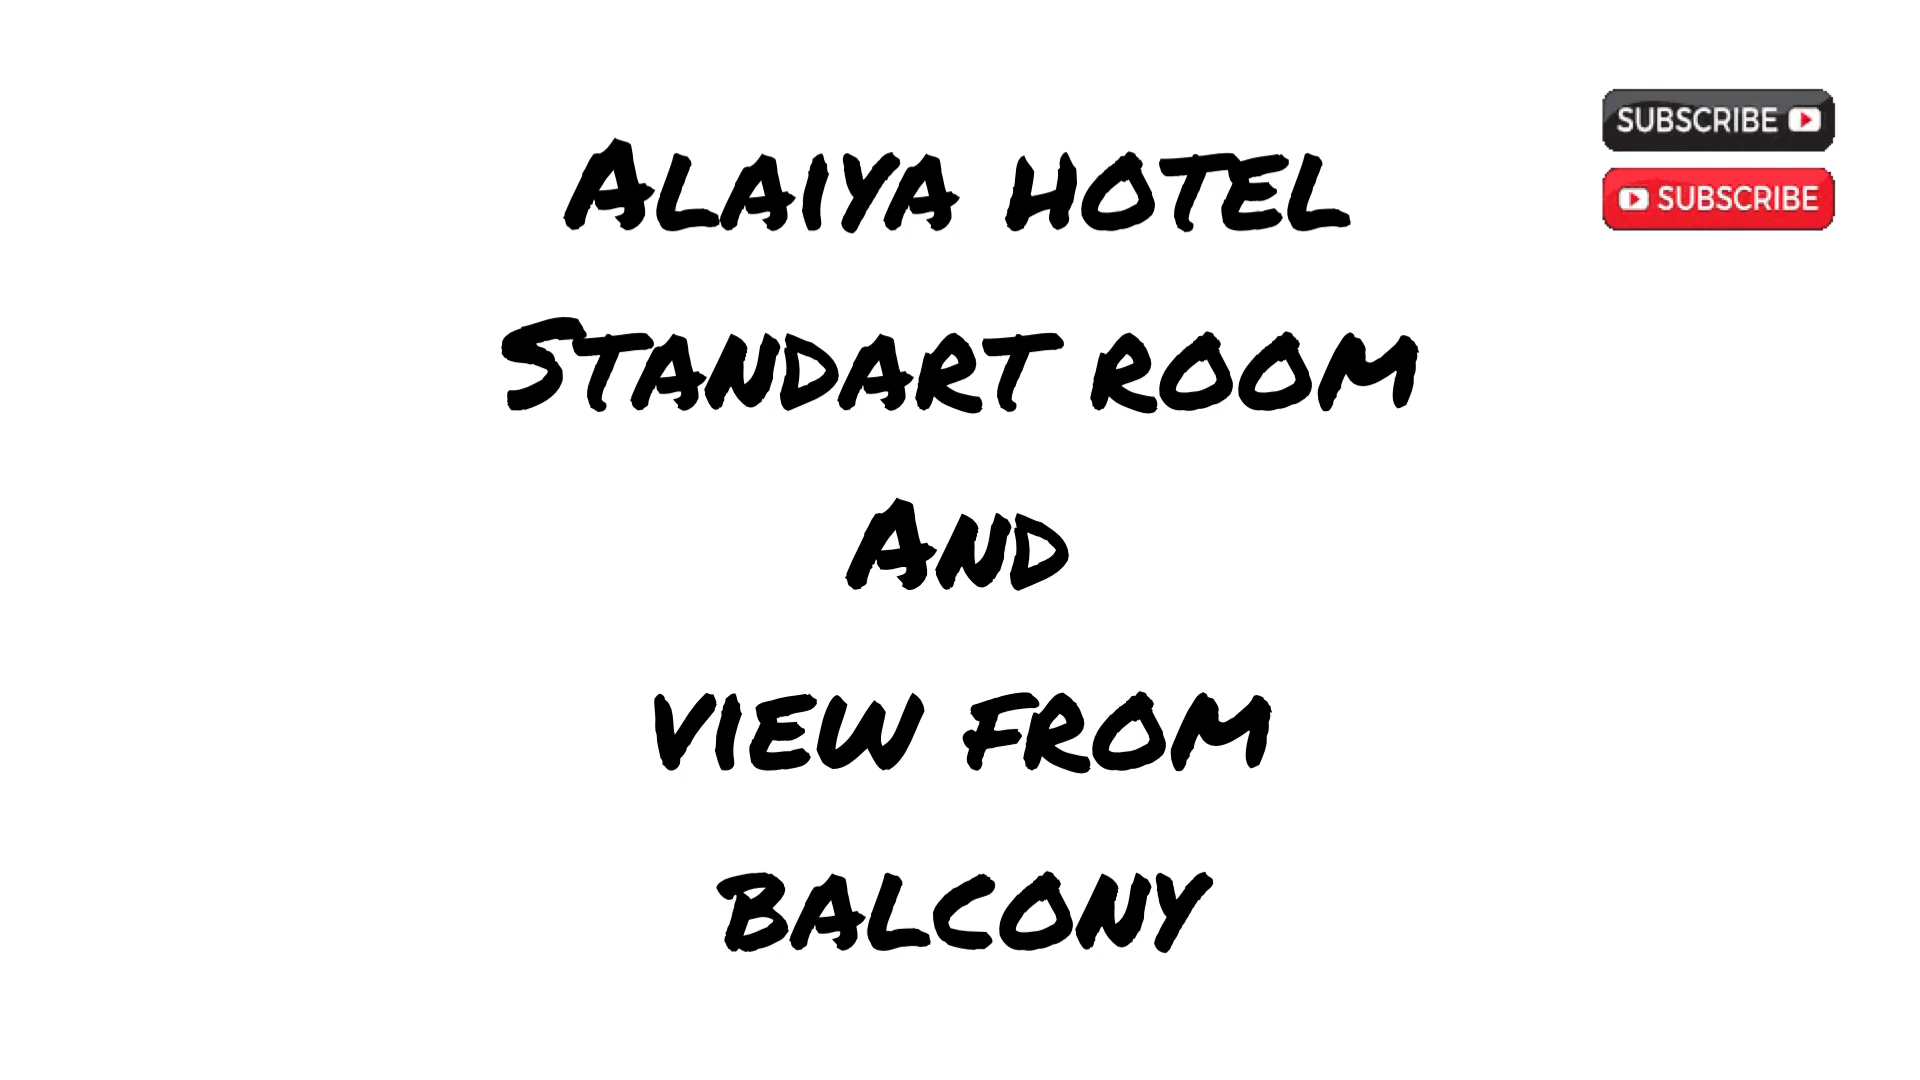 Alaiya hotel
Standart room
And
view from
balcony
SUBSCRIBE
SUBSCRIBE